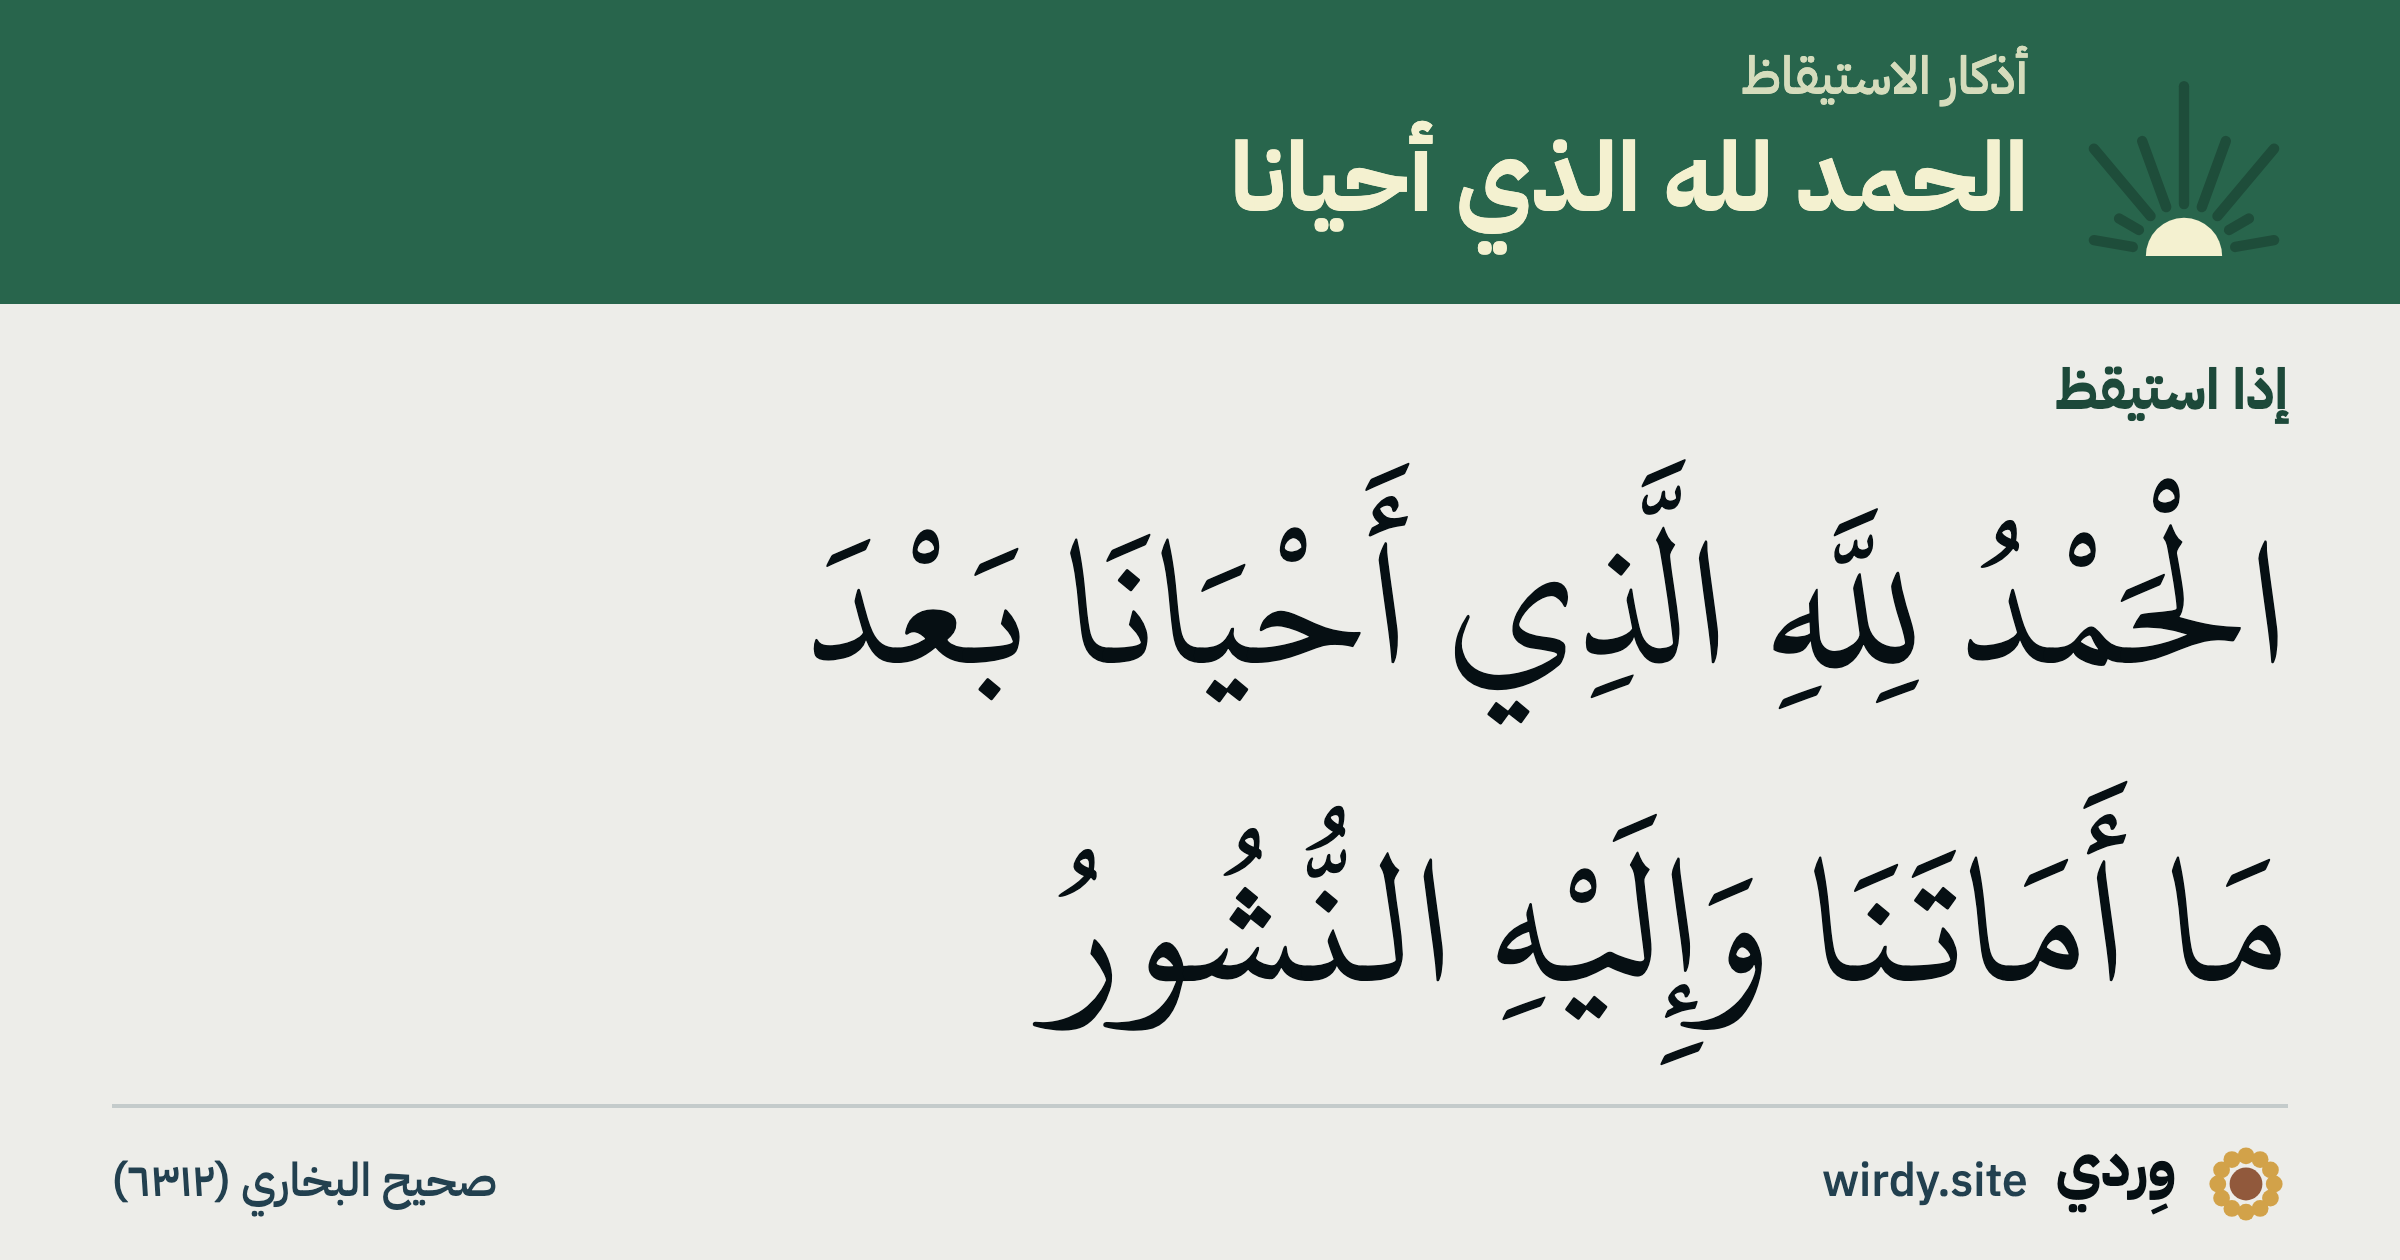 أذكار الاستيقاظ
الحمد لله الذي أحيانا
إذا استيقظ
الْحَمْدُ لِلَّهِ الَّذِي أَحْيَانَا بَعْدَ
مَا أَمَاتَنَا وَإِلَيْهِ النُّشُورُ
وِردي wirdy.site
صحيح البخاري (٦٣١٢)